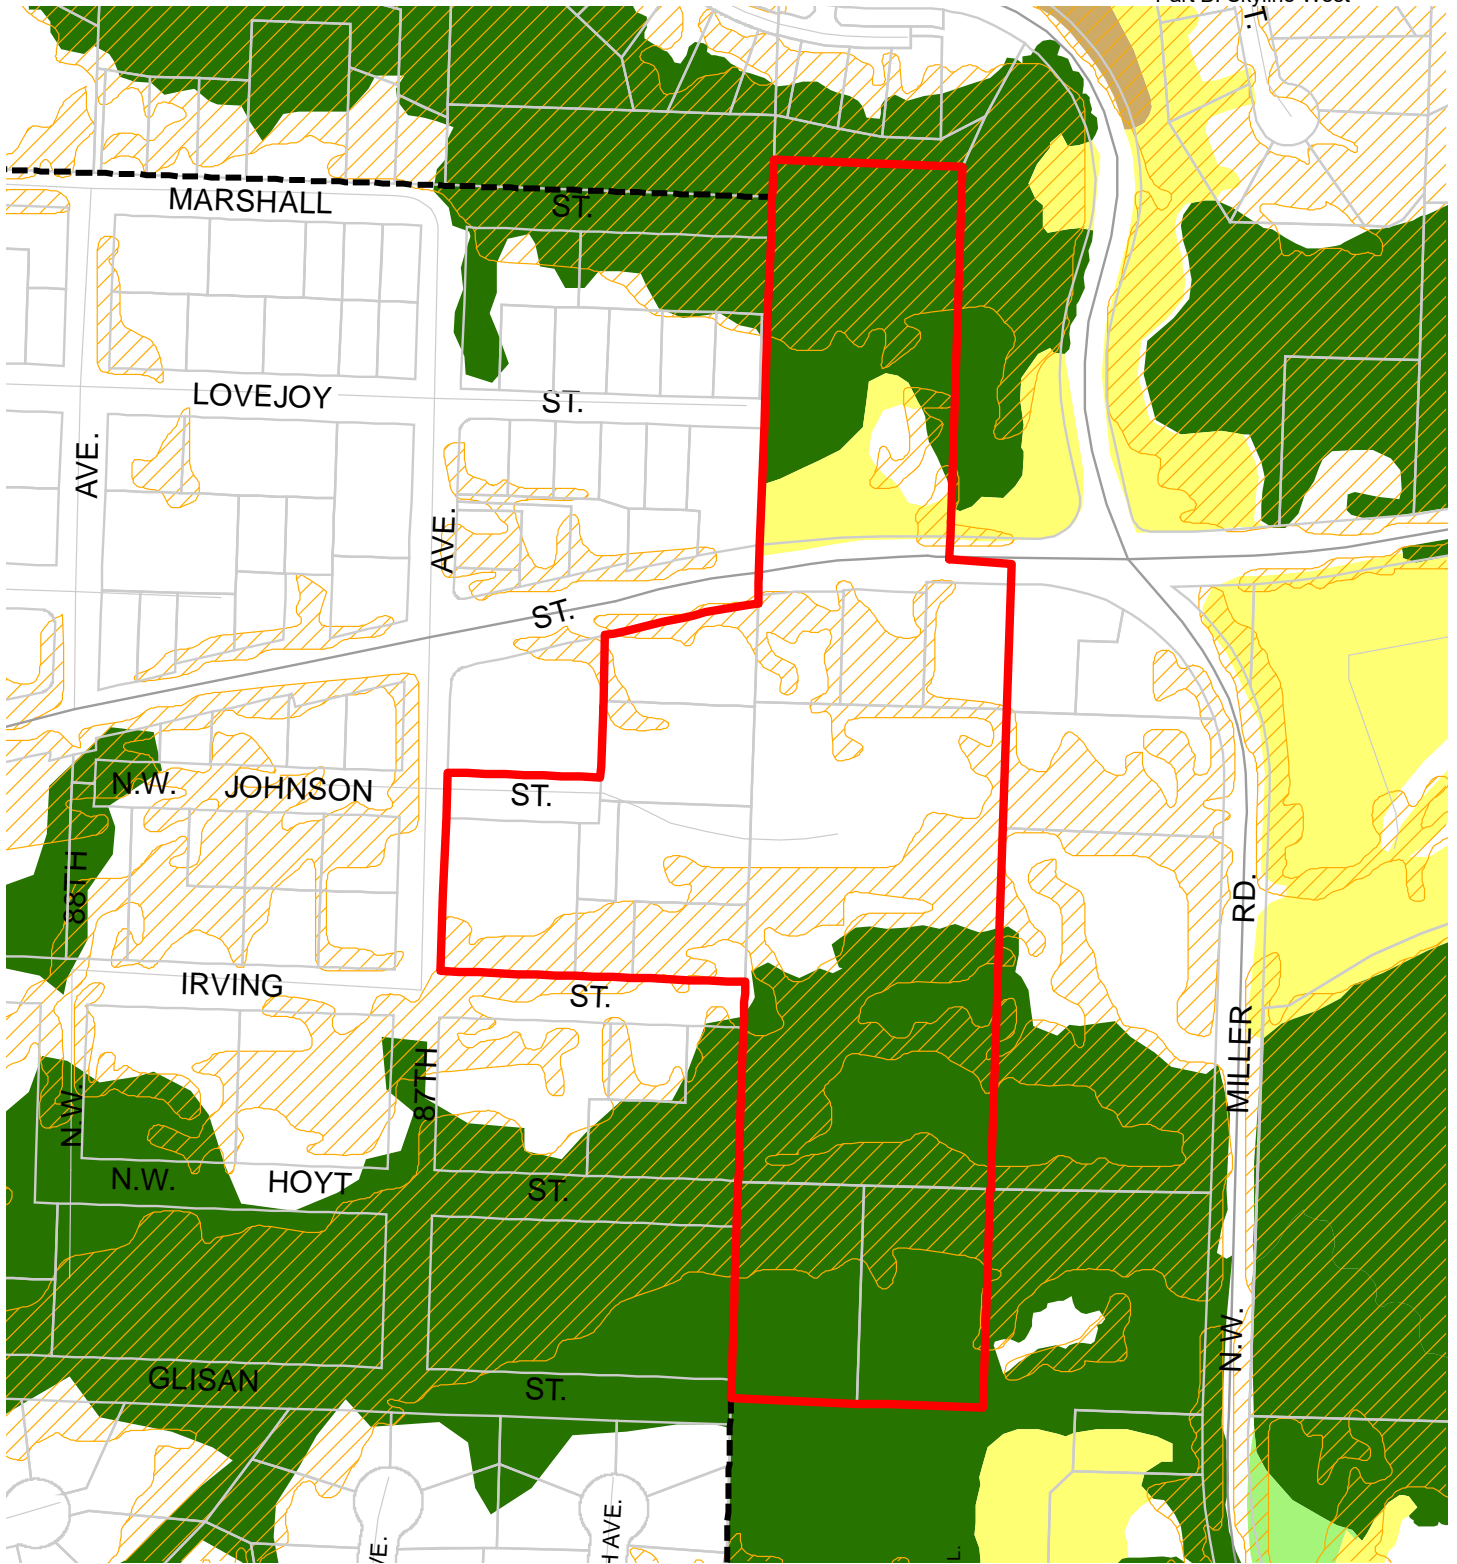 T.
MARSHALL
ST.
LOVEJOY
ST.
AVE.
AVE.
ST.
N.W.
JOHNSON
ST.
88TH
RD.
IRVING
ST.
MILLER
87TH
N.W.
N.W.
HOYT
ST.
N.W.
GLISAN
ST.
H AVE.
VE.
L.